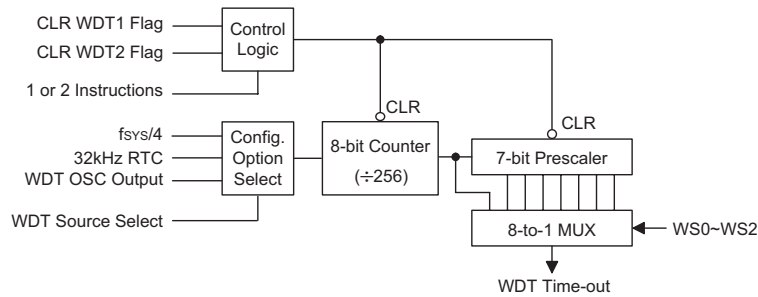 CLR WDT1 Flag
CLR WDT2 Flag
1 or 2 Instructions
Control
Logic
CLR
CLR
fSYS/4
32kHz RTC
WDT OSC Output
WDT Source Select
Config.
Option
Select
8-bit Counter
(÷256)
7-bit Prescaler
8-to-1 MUX
WS0~WS2
WDT Time-out